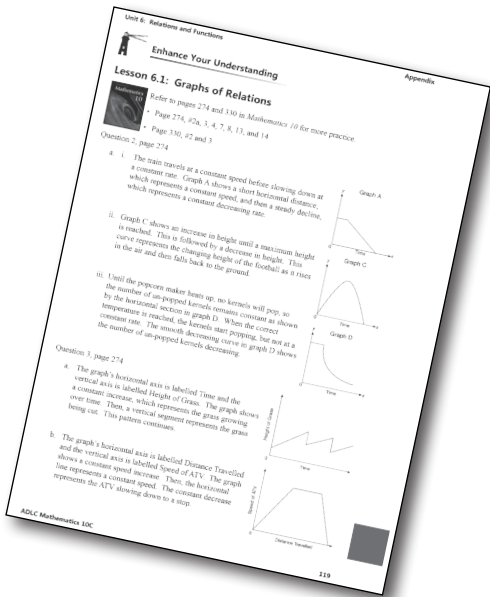 Unit 6: Relations and Functions
Appendix
Enhance Your Understanding
Lesson 6.1: Graphs of Relations
Mathematics
10
Refer to pages 274 and 330 in Mathematics 10 for more practice.
• Page 274, #2a, 3, 4, 7, 8, 13, and 14
• Page 330, #2 and 3
Question 2, page 274
a. i. The train travels at a constant speed before slowing down at
a constant rate. Graph A shows a short horizontal distance,
which represents a constant speed, and then a steady decline,
which represents a constant decreasing rate.
Graph A
y
x
0
Time
ii. Graph C shows an increase in height until a maximum height
is reached. This is followed by a decrease in height. This
curve represents the changing height of the football as it rises
in the air and then falls back to the ground.
Graph C
y
x
0
Time
iii. Until the popcorn maker heats up, no kernels will pop, so
the number of un-popped kernels remains constant as shown
by the horizontal section in graph D. When the correct
temperature is reached, the kernels start popping, but not at a
constant rate. The smooth decreasing curve in graph D shows
the number of un-popped kernels decreasing.
Graph D
y
x
0
Time
Question 3, page 274
a. The graph's horizontal axis is labelled Time and the
vertical axis is labelled Height of Grass. The graph shows
a constant increase, which represents the grass growing
over time. Then, a vertical segment represents the grass
being cut. This pattern continues.
Height of Grass
0
Time
b. The graph's horizontal axis is labelled Distance Travelled
and the vertical axis is labelled Speed of ATV. The graph
shows a constant speed increase. Then, the horizontal
line represents a constant speed. The constant decrease
represents the ATV slowing down to a stop.
Speed of ATV
0
Distance Travelled
ADLC Mathematics 10C
119